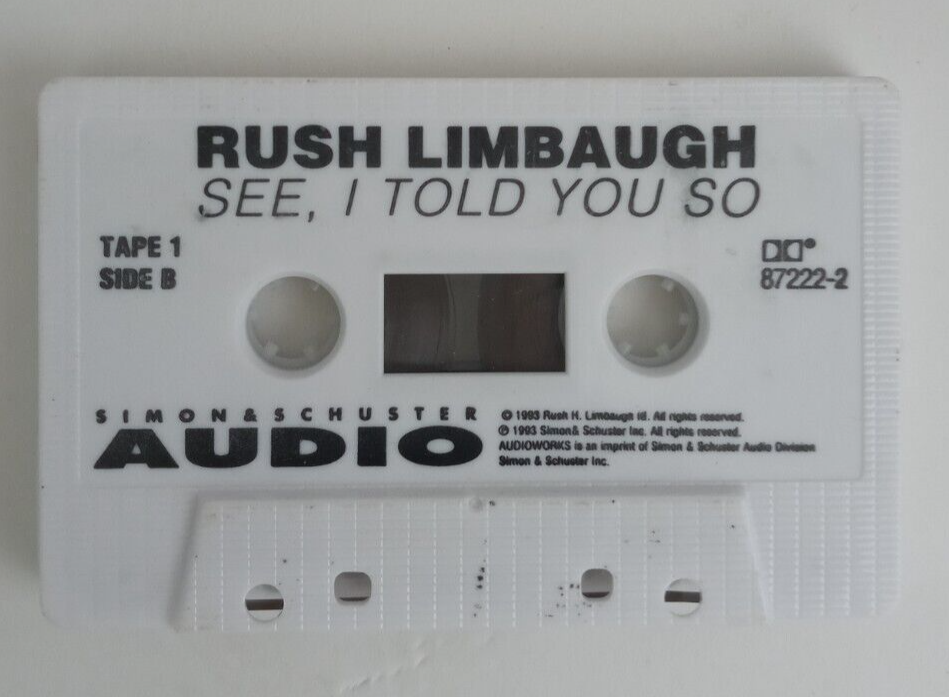 RUSH LIMBAUGH
SEE, I TOLD YOU SO
TAPE 1
SIDE B
87222-2
SIMON & SCHUSTER
AUDIO
© 1993 Rush H. Limbaugh III. All rights reserved.
℗ 1993 Simon & Schuster Inc. All rights reserved.
AUDIOWORKS is an imprint of Simon & Schuster Audio Division
Simon & Schuster Inc.